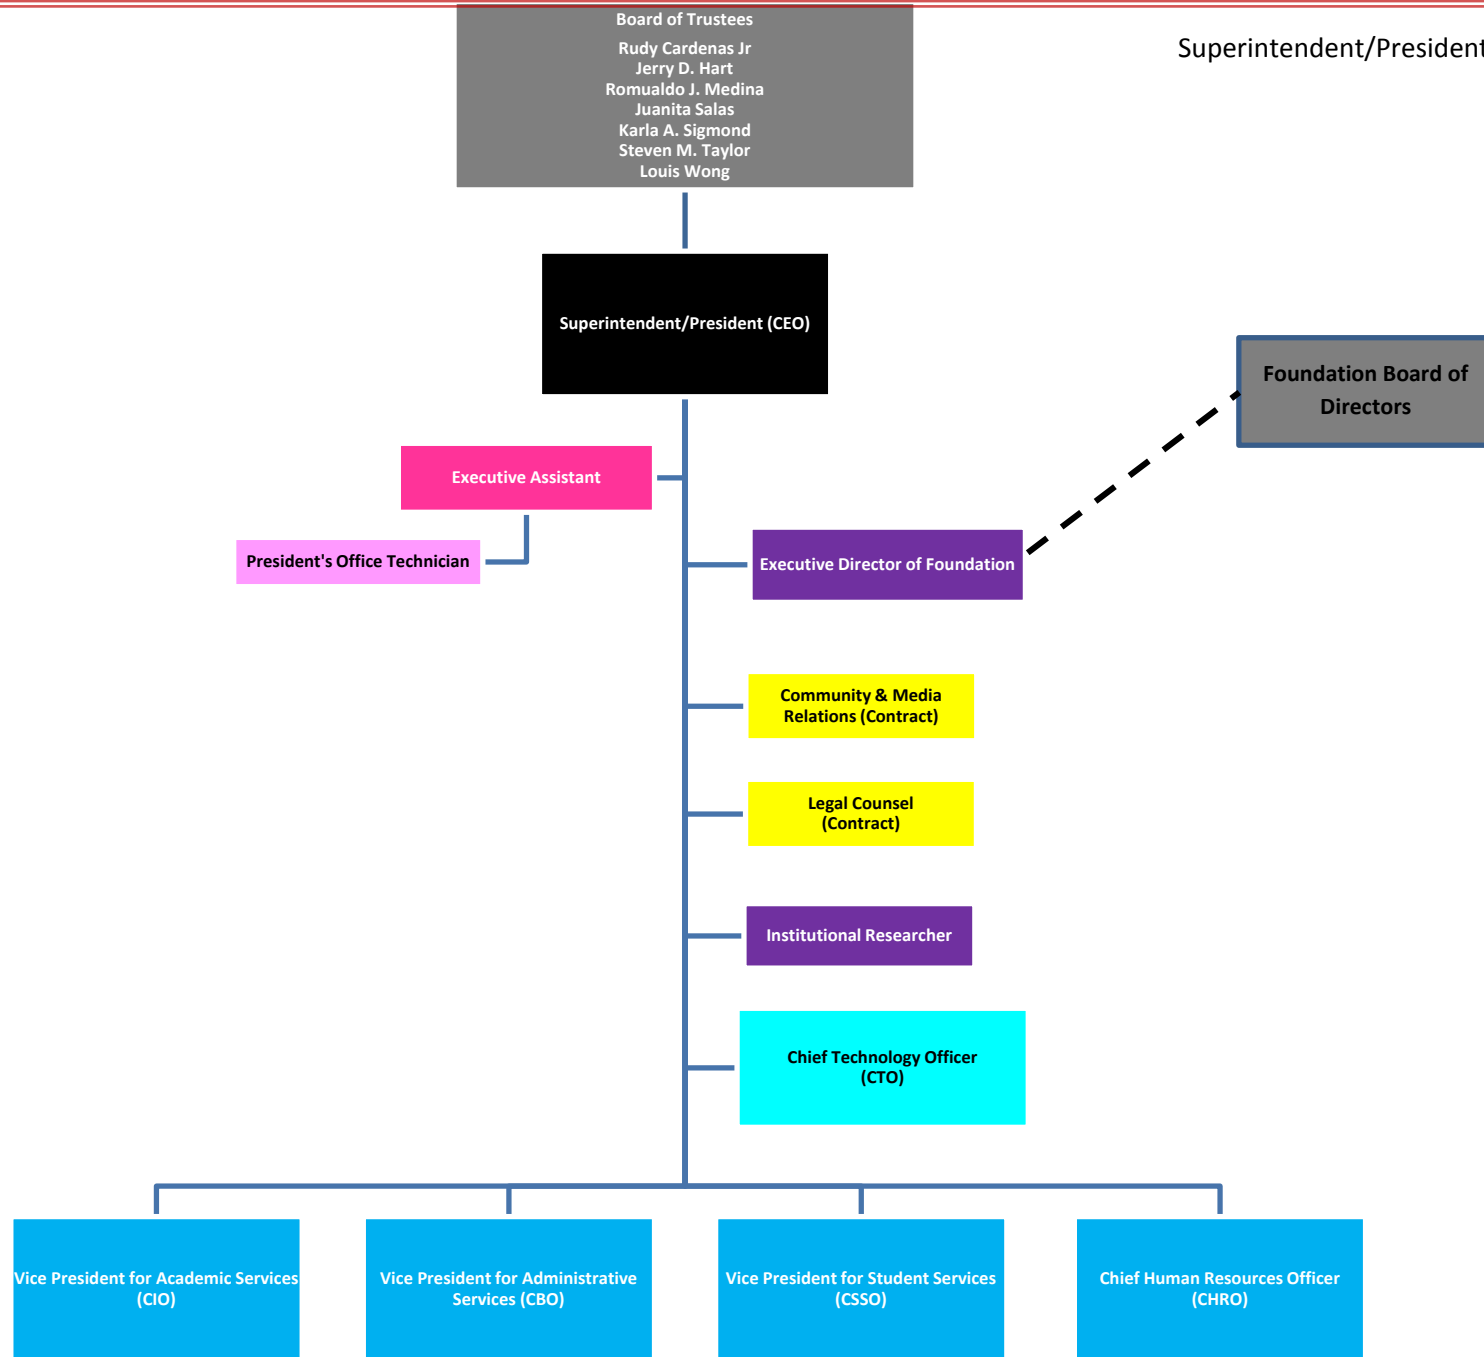 Board of Trustees
Rudy Cardenas Jr
Jerry D. Hart
Romualdo J. Medina
Juanita Salas
Karla A. Sigmond
Steven M. Taylor
Louis Wong
Superintendent/President
Superintendent/President (CEO)
Foundation Board of
Directors
Executive Assistant
President's Office Technician
Executive Director of Foundation
Community & Media
Relations (Contract)
Legal Counsel
(Contract)
Institutional Researcher
Chief Technology Officer
(CTO)
Vice President for Academic Services
(CIO)
Vice President for Administrative
Services (CBO)
Vice President for Student Services
(CSSO)
Chief Human Resources Officer
(CHRO)